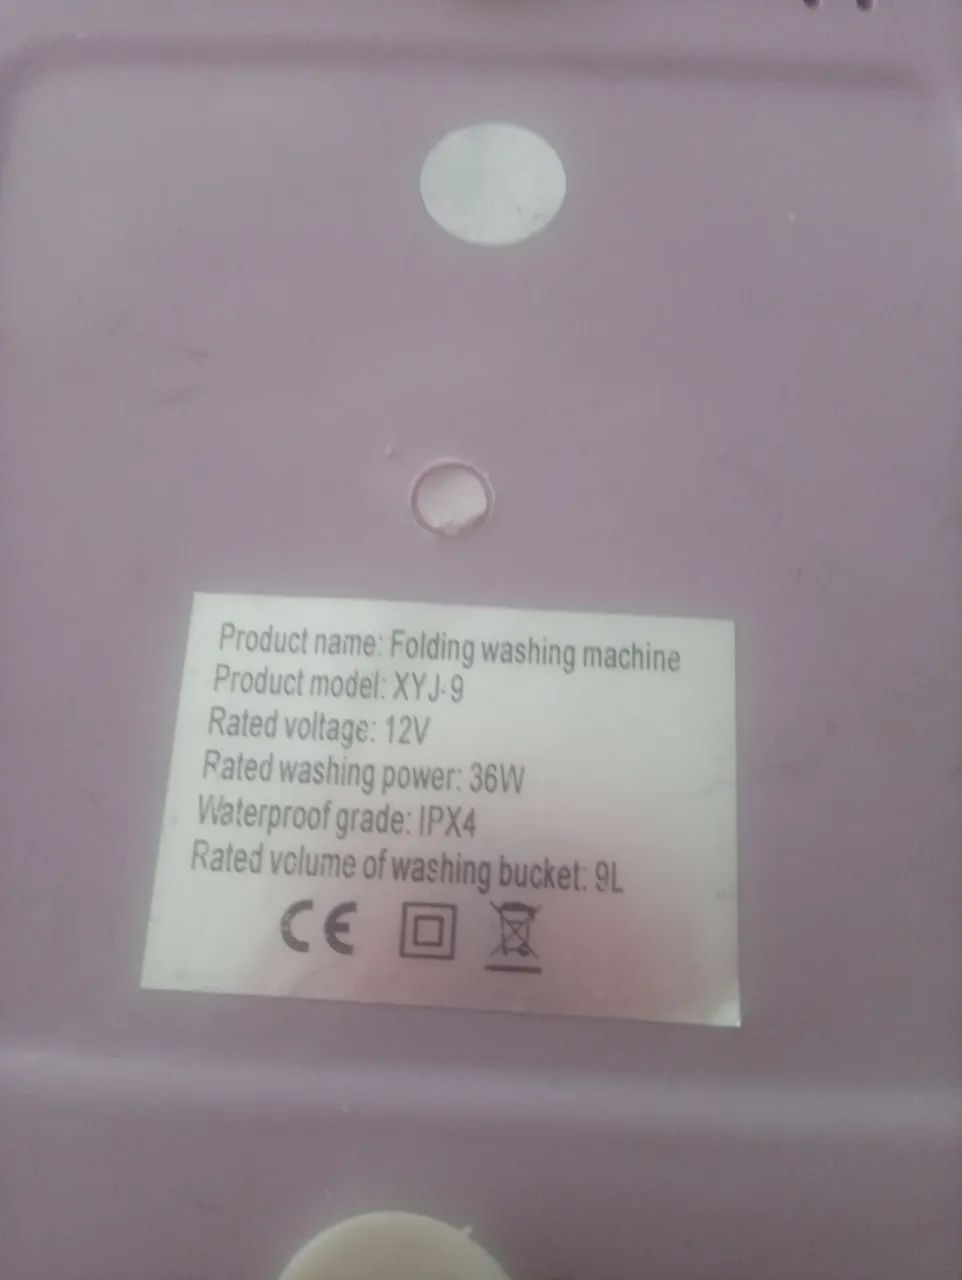 Product name: Folding washing machine
Product model: XYJ-9
Rated voltage: 12V
Rated washing power: 36W
Waterproof grade: IPX4
Rated volume of washing bucket: 9L
CE